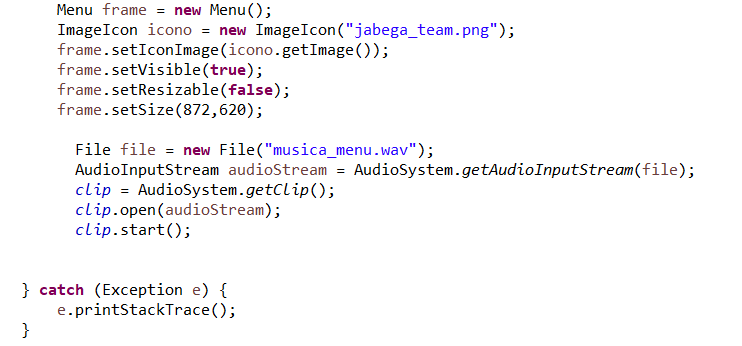 Menu frame = new Menu();
ImageIcon icono = new ImageIcon("jabega_team.png");
frame.setIconImage(icono.getImage());
frame.setVisible(true);
frame.setResizable(false);
frame.setSize(872,620);
File file = new File("musica_menu.wav");
AudioInputStream audioStream = AudioSystem.getAudioInputStream(file);
clip = AudioSystem.getClip();
clip.open(audioStream);
clip.start();
} catch (Exception e) {
e.printStackTrace();
}